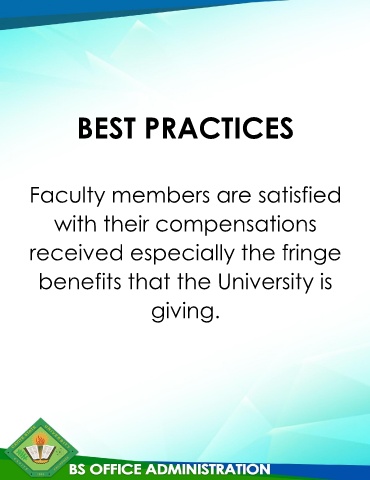 BEST PRACTICES
Faculty members are satisfied
with their compensations
received especially the fringe
benefits that the University is
giving.
BS OFFICE ADMINISTRATION